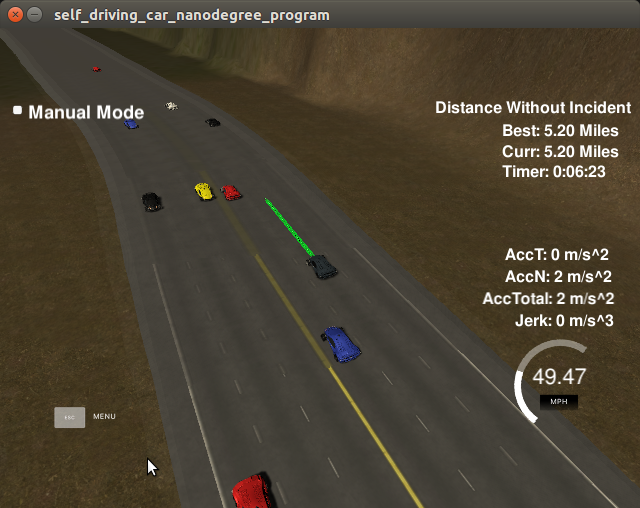 self_driving_car_nanodegree_program
Manual Mode
Distance Without Incident
Best: 5.20 Miles
Curr: 5.20 Miles
Timer: 0:06:23
AccT: 0 m/s^2
AccN: 2 m/s^2
AccTotal: 2 m/s^2
Jerk: 0 m/s^3
49.47
MPH
ESC MENU